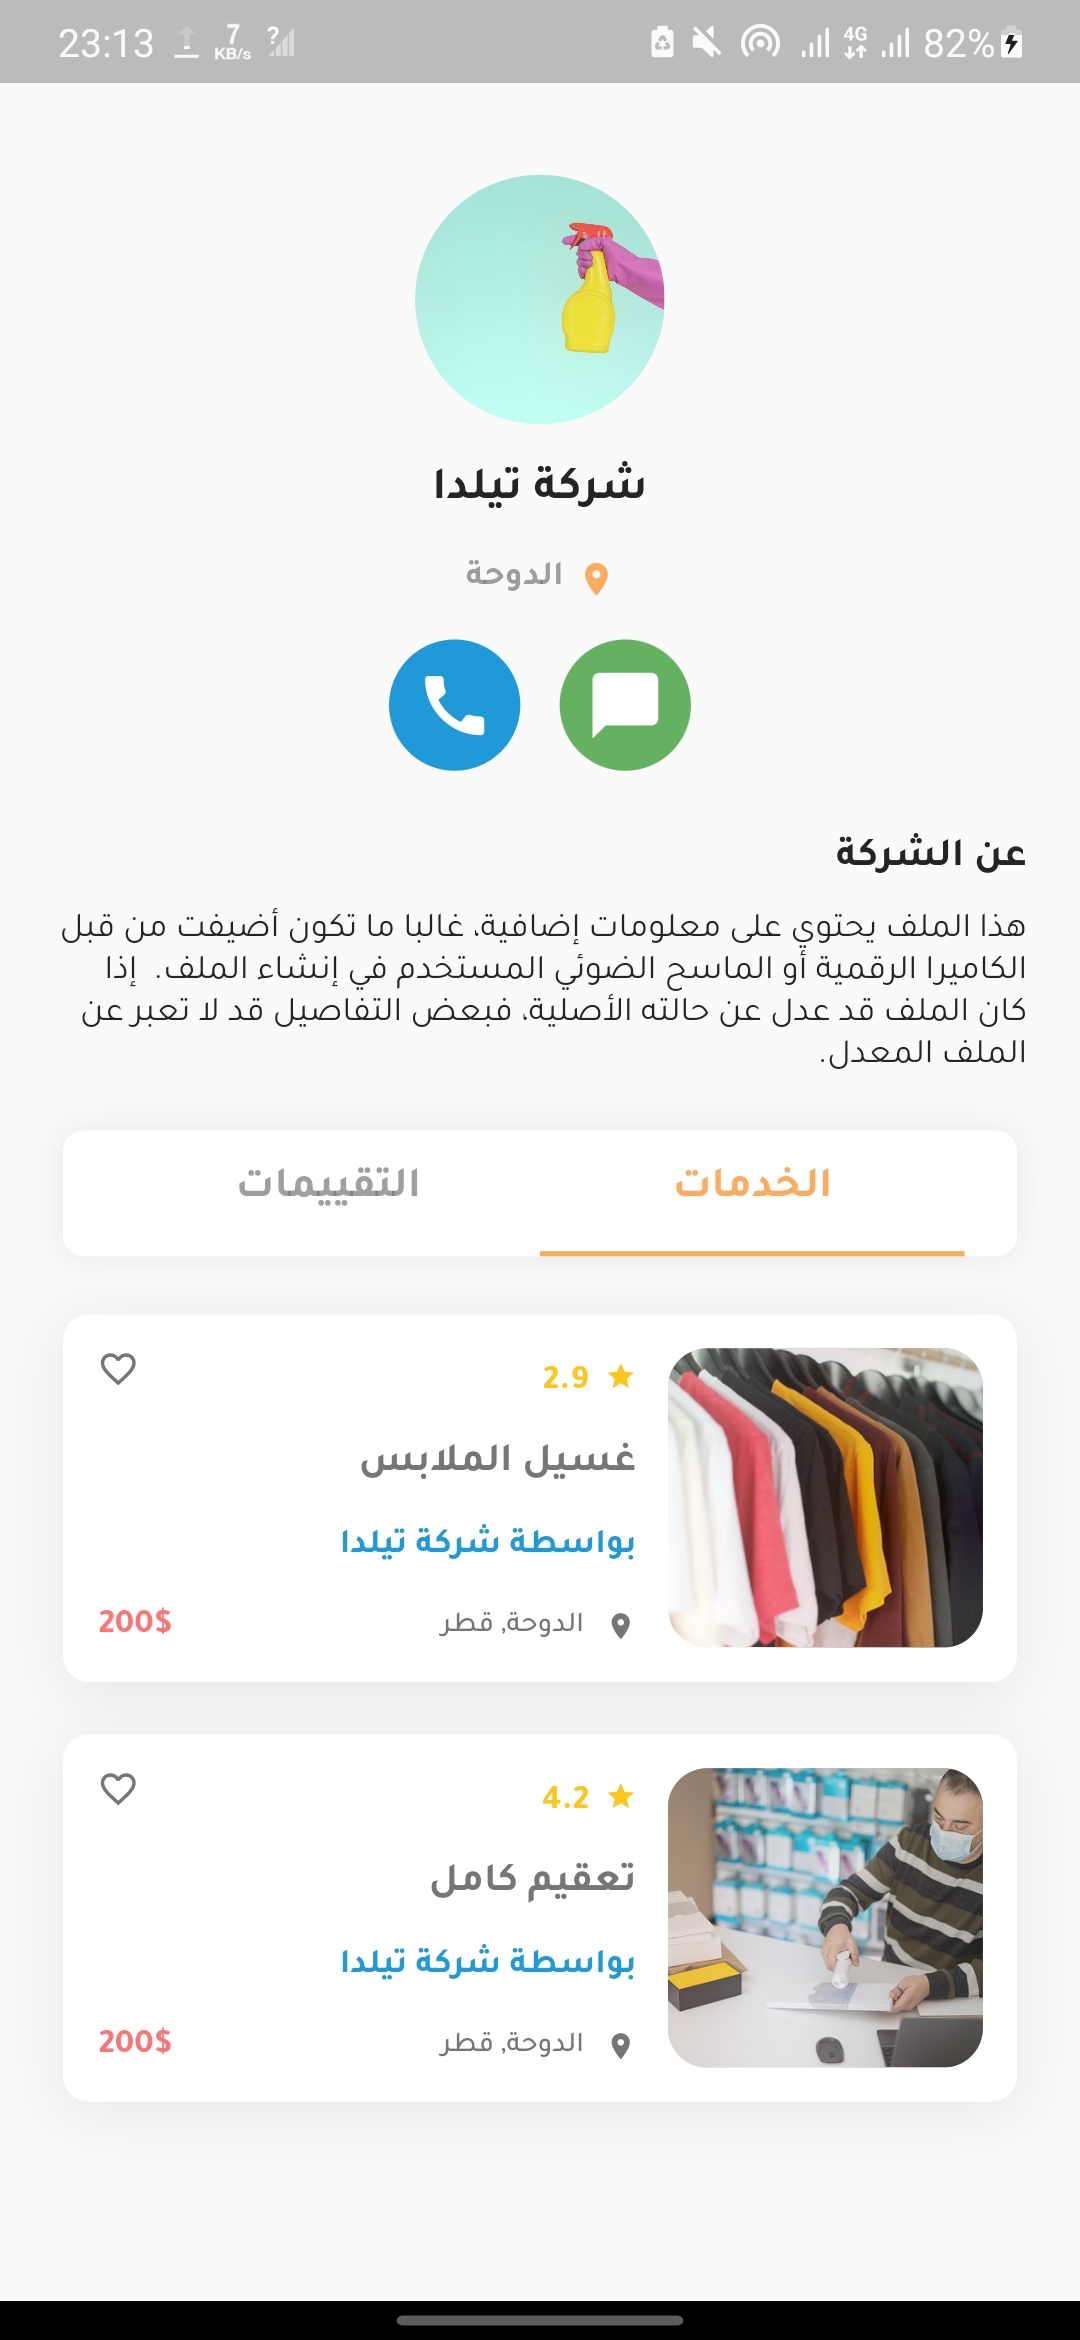 23:13 7 KB/s ? 4G 82%
شركة تيلدا
الدوحة
عن الشركة
هذا الملف يحتوي على معلومات إضافية، غالبا ما تكون أضيفت من قبل
الكاميرا الرقمية أو الماسح الضوئي المستخدم في إنشاء الملف. إذا
كان الملف قد عدل عن حالته الأصلية، فبعض التفاصيل قد لا تعبر عن
الملف المعدل.
الخدمات
التقييمات
2.9
غسيل الملابس
بواسطة شركة تيلدا
الدوحة, قطر
200$
4.2
تعقيم كامل
بواسطة شركة تيلدا
الدوحة, قطر
200$